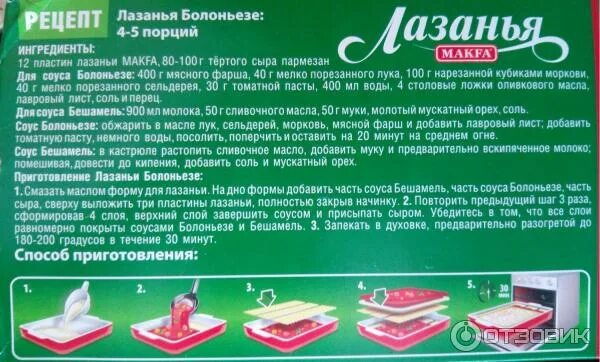 РЕЦЕПТ
Лазанья Болоньезе:
4-5 порций
Лазанья
MAKFA®
ИНГРЕДИЕНТЫ:
12 пластин лазаньи MAKFA, 80-100 г тёртого сыра пармезан
Для соуса Болоньезе: 400 г мясного фарша, 40 г мелко порезанного лука, 100 г нарезанной кубиками моркови,
40 г мелко порезанного сельдерея, 30 г томатной пасты, 400 мл воды, 4 столовые ложки оливкового масла,
лавровый лист, соль и перец.
Для соуса Бешамель: 900 мл молока, 50 г сливочного масла, 50 г муки, молотый мускатный орех, соль.
Соус Болоньезе: обжарить в масле лук, сельдерей, морковь, мясной фарш и добавить лавровый лист; добавить
томатную пасту, немного воды, посолить, поперчить и оставить на 20 минут на среднем огне.
Соус Бешамель: в кастрюле растопить сливочное масло, добавить муку и предварительно вскипяченное молоко;
помешивая, довести до кипения, добавить соль и мускатный орех.
Приготовление Лазаньи Болоньезе:
1. Смазать маслом форму для лазаньи. На дно формы добавить часть соуса Бешамель, часть соуса Болоньезе, часть
сыра, сверху выложить три пластины лазаньи, полностью закрыв начинку. 2. Повторить предыдущий шаг 3 раза,
сформировав 4 слоя, верхний слой завершить соусом и присыпать сыром. Убедитесь в том, что все слои
равномерно покрыты соусами Болоньезе и Бешамель. 3. Запекать в духовке, предварительно разогретой до
180-200 градусов в течение 30 минут.
Способ приготовления:
1.
2.
3.
4.
5.
30
мин
ОТЗОВИК